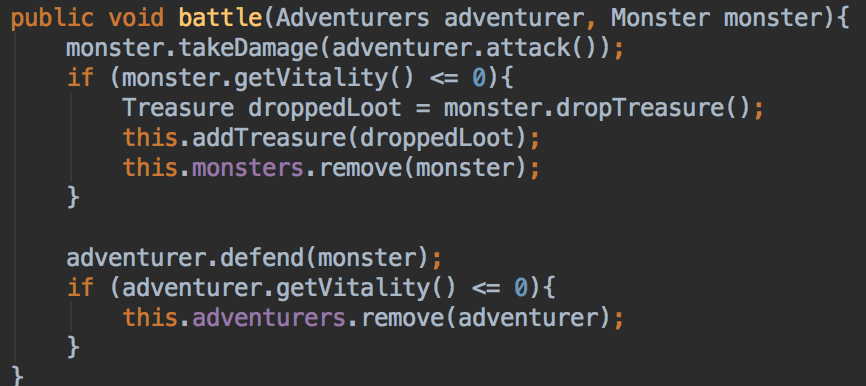 public void battle(Adventurers adventurer, Monster monster){
    monster.takeDamage(adventurer.attack());
    if (monster.getVitality() <= 0){
        Treasure droppedLoot = monster.dropTreasure();
        this.addTreasure(droppedLoot);
        this.monsters.remove(monster);
    }

    adventurer.defend(monster);
    if (adventurer.getVitality() <= 0){
        this.adventurers.remove(adventurer);
    }
}